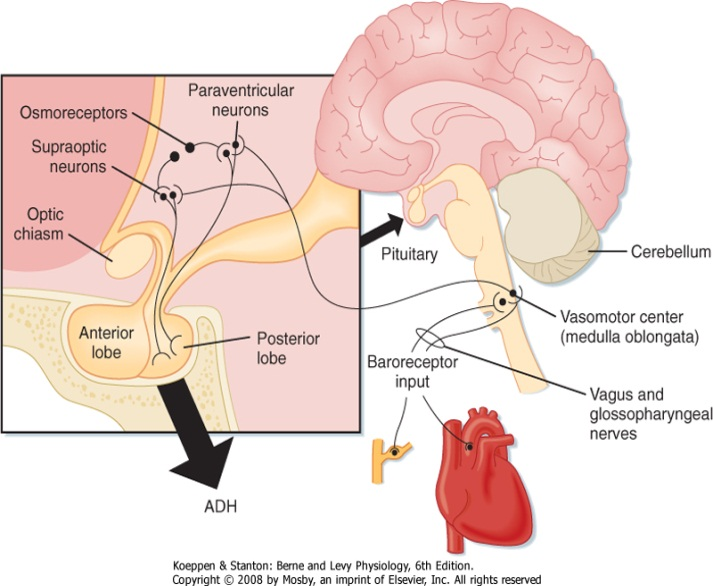 Paraventricular
neurons
Osmoreceptors
Supraoptic
neurons
Optic
chiasm
Pituitary
Cerebellum
Anterior
lobe
Posterior
lobe
Vasomotor center
(medulla oblongata)
Baroreceptor
input
Vagus and
glossopharyngeal
nerves
ADH
Koeppen & Stanton: Berne and Levy Physiology, 6th Edition.
Copyright © 2008 by Mosby, an imprint of Elsevier, Inc. All rights reserved